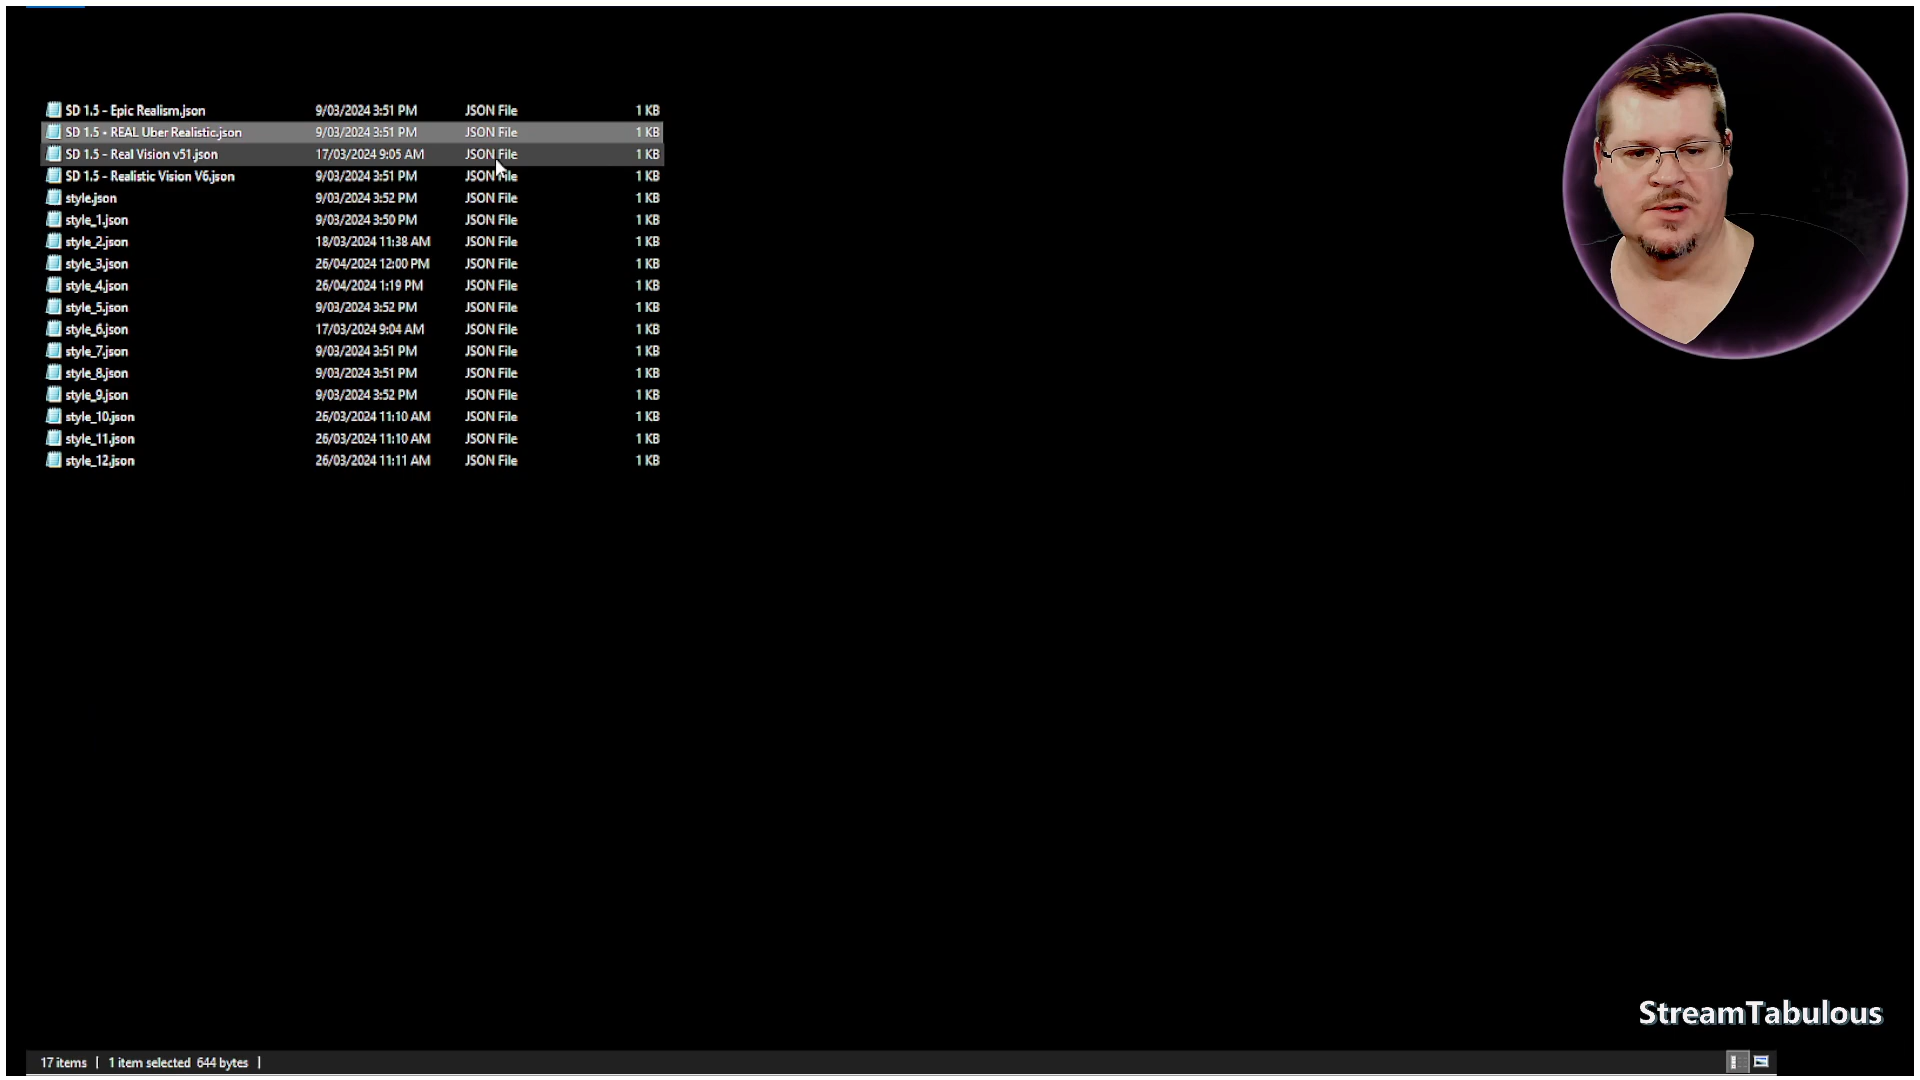 SD 1.5 - Epic Realism.json 9/03/2024 3:51 PM JSON File 1 KB
SD 1.5 - REAL Uber Realistic.json 9/03/2024 3:51 PM JSON File 1 KB
SD 1.5 - Real Vision v51.json 17/03/2024 9:05 AM JSON File 1 KB
SD 1.5 - Realistic Vision V6.json 9/03/2024 3:51 PM JSON File 1 KB
style.json 9/03/2024 3:52 PM JSON File 1 KB
style_1.json 9/03/2024 3:50 PM JSON File 1 KB
style_2.json 18/03/2024 11:38 AM JSON File 1 KB
style_3.json 26/04/2024 12:00 PM JSON File 1 KB
style_4.json 26/04/2024 1:19 PM JSON File 1 KB
style_5.json 9/03/2024 3:52 PM JSON File 1 KB
style_6.json 17/03/2024 9:04 AM JSON File 1 KB
style_7.json 9/03/2024 3:51 PM JSON File 1 KB
style_8.json 9/03/2024 3:51 PM JSON File 1 KB
style_9.json 9/03/2024 3:52 PM JSON File 1 KB
style_10.json 26/03/2024 11:10 AM JSON File 1 KB
style_11.json 26/03/2024 11:10 AM JSON File 1 KB
style_12.json 26/03/2024 11:11 AM JSON File 1 KB
StreamTabulous
17 items | 1 item selected 644 bytes |